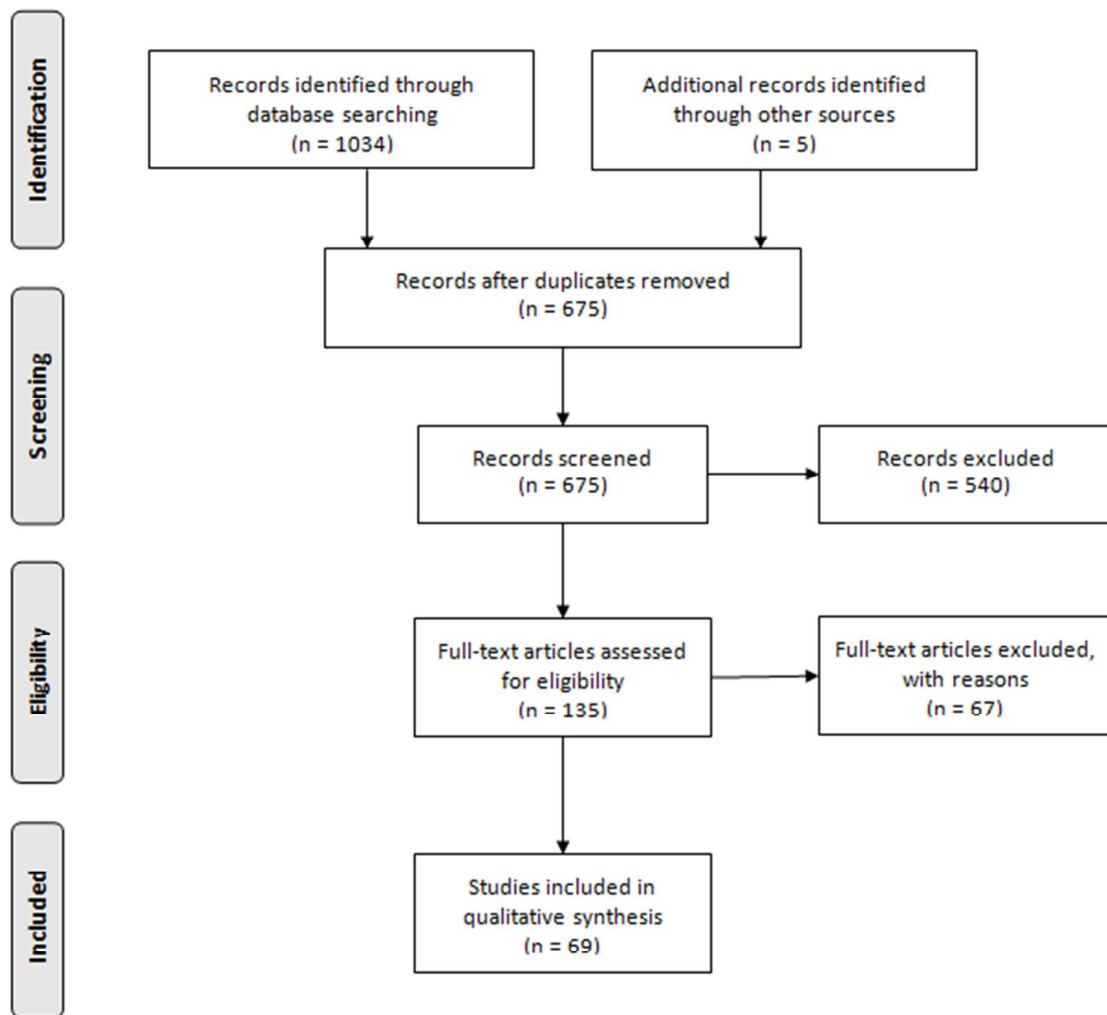 Identification
Records identified through
database searching
(n = 1034)
Additional records identified
through other sources
(n = 5)
Records after duplicates removed
(n = 675)
Screening
Records screened
(n = 675)
Records excluded
(n = 540)
Eligibility
Full-text articles assessed
for eligibility
(n = 135)
Full-text articles excluded,
with reasons
(n = 67)
Included
Studies included in
qualitative synthesis
(n = 69)